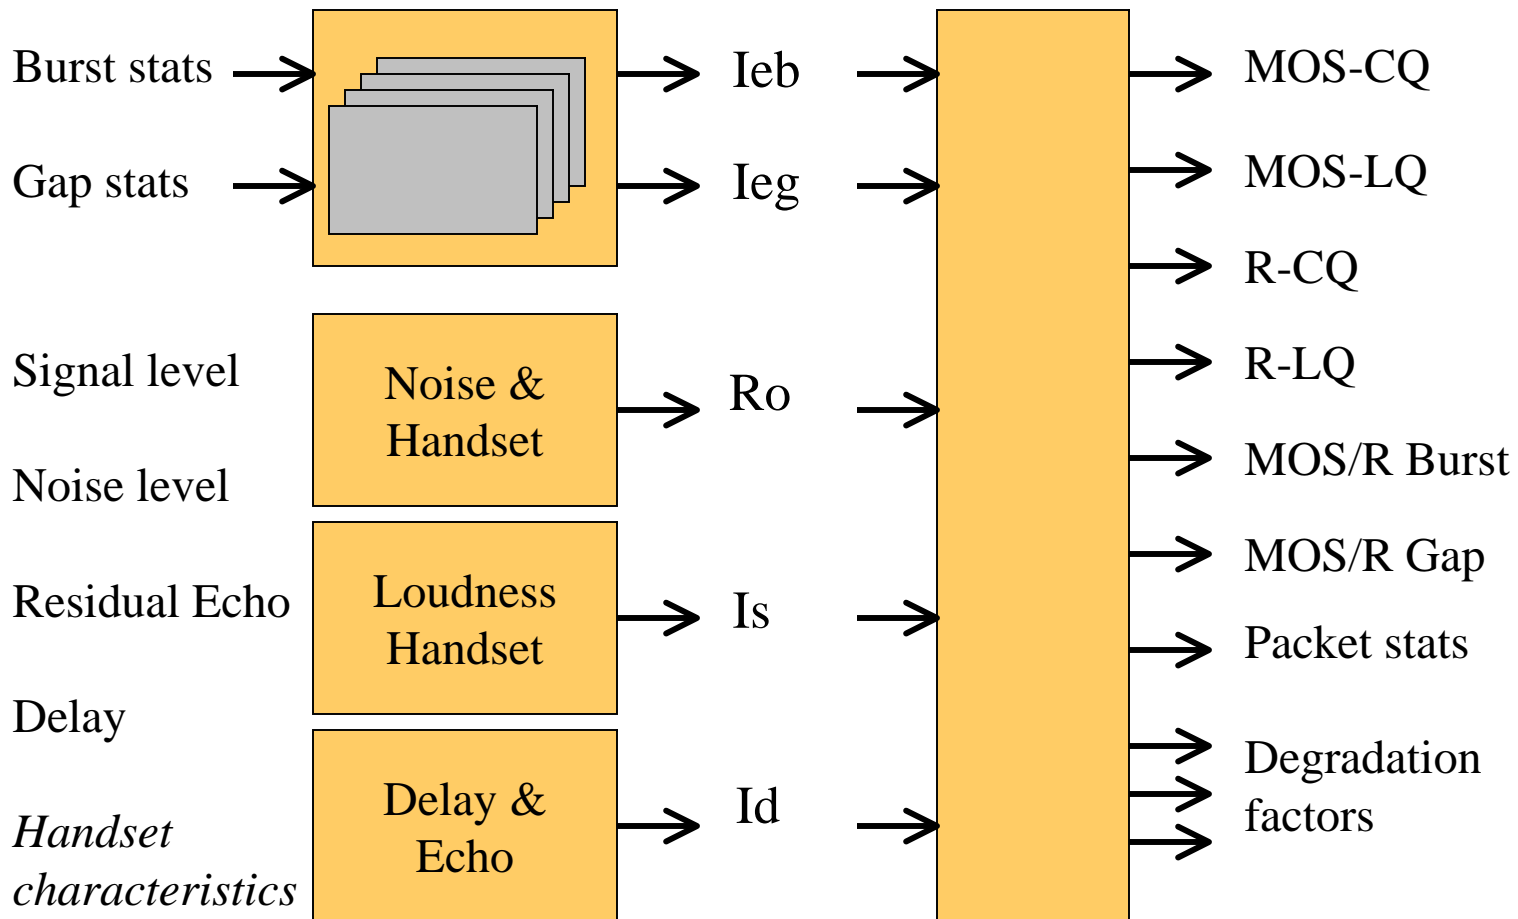 Burst stats
Gap stats
Signal level
Noise level
Residual Echo
Delay
Handset
characteristics
Noise &
Handset
Loudness
Handset
Delay &
Echo
Ieb
Ieg
Ro
Is
Id
MOS-CQ
MOS-LQ
R-CQ
R-LQ
MOS/R Burst
MOS/R Gap
Packet stats
Degradation
factors